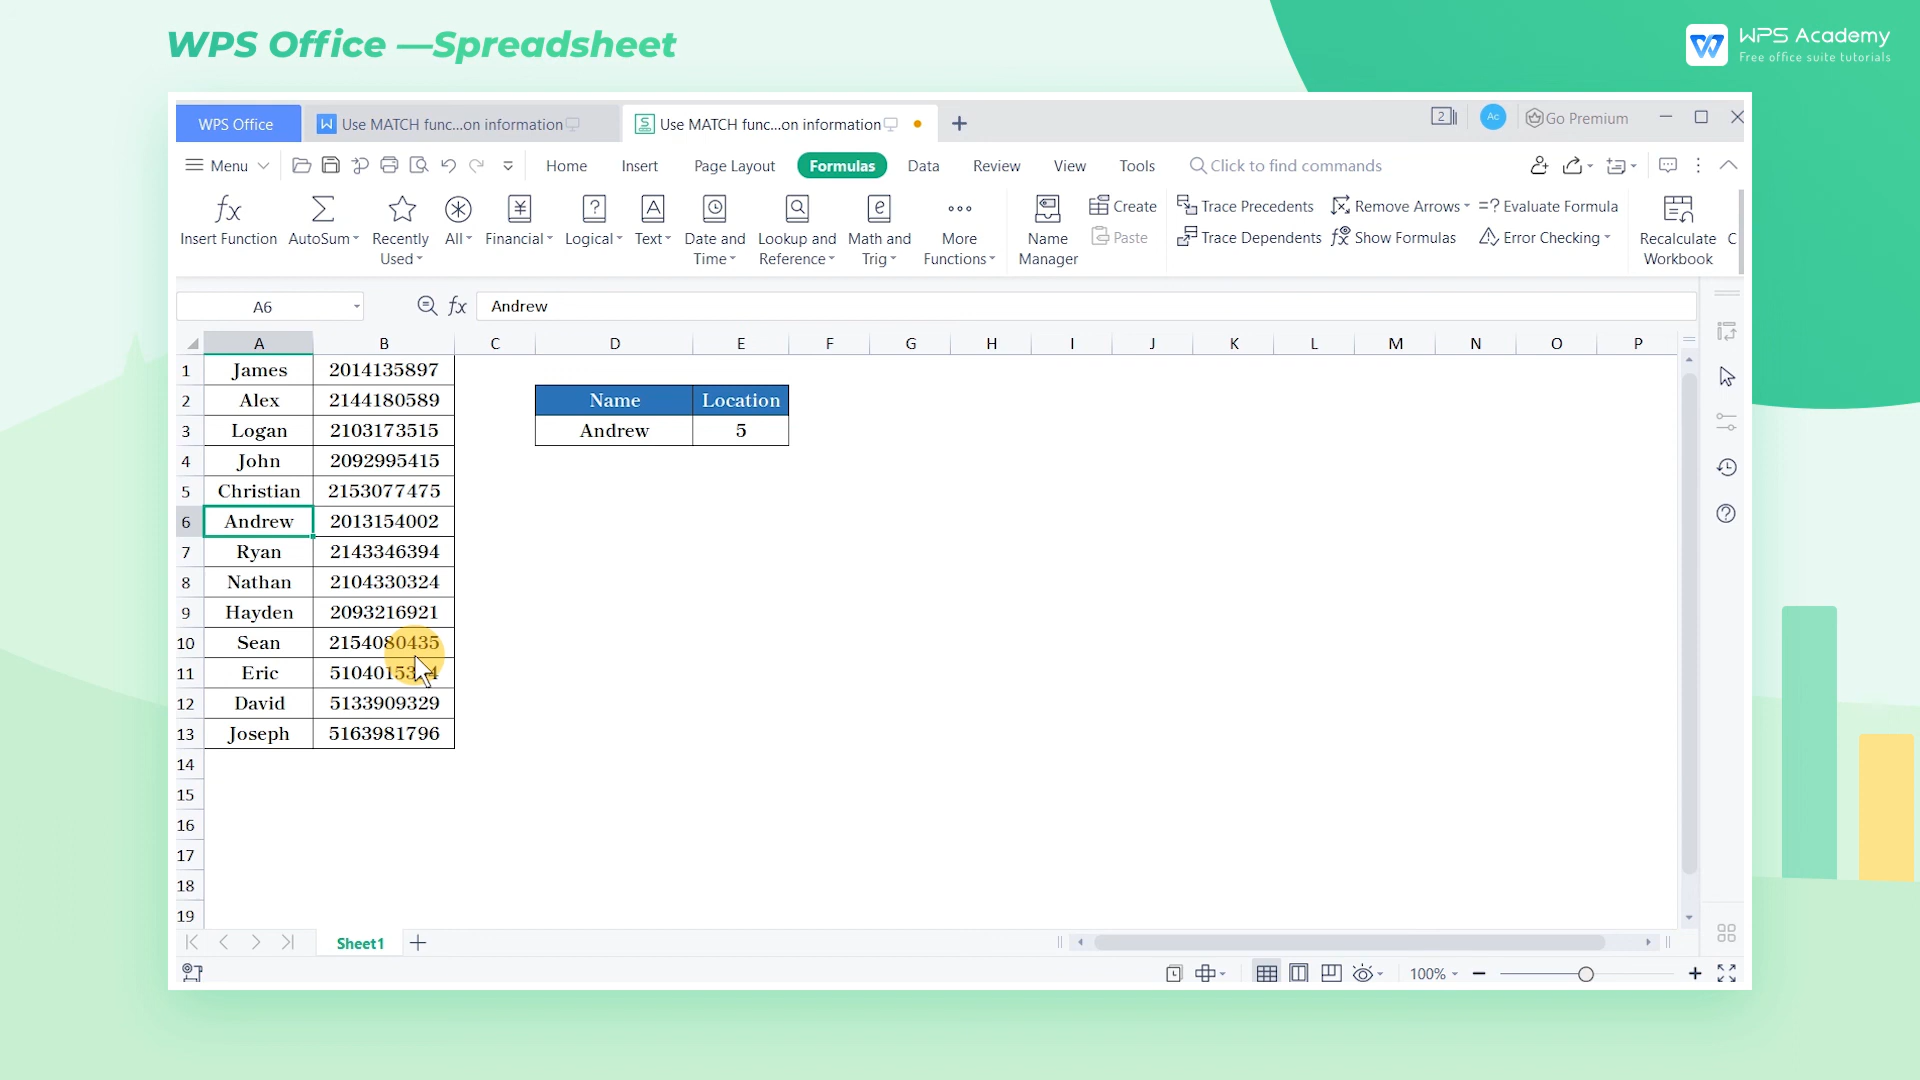 WPS Office —Spreadsheet
WPS Academy
Free office suite tutorials
WPS Office
Use MATCH func...on information
Use MATCH func...on information
2
Ac
Go Premium
Menu
Home
Insert
Page Layout
Formulas
Data
Review
View
Tools
Click to find commands
Insert Function
AutoSum
Recently Used
All
Financial
Logical
Text
Date and Time
Lookup and Reference
Math and Trig
More Functions
Name Manager
Create
Paste
Trace Precedents
Trace Dependents
Remove Arrows
Show Formulas
=? Evaluate Formula
Error Checking
Recalculate Workbook
C
A6
fx
Andrew
A B C D E F G H I J K L M N O P
1 James 2014135897
2 Alex 2144180589 Name Location
3 Logan 2103173515 Andrew 5
4 John 2092995415
5 Christian 2153077475
6 Andrew 2013154002
7 Ryan 2143346394
8 Nathan 2104330324
9 Hayden 2093216921
10 Sean 2154080435
11 Eric
12 David 5133909329
13 Joseph 5163981796
14
15
16
17
18
19
Sheet1
100%